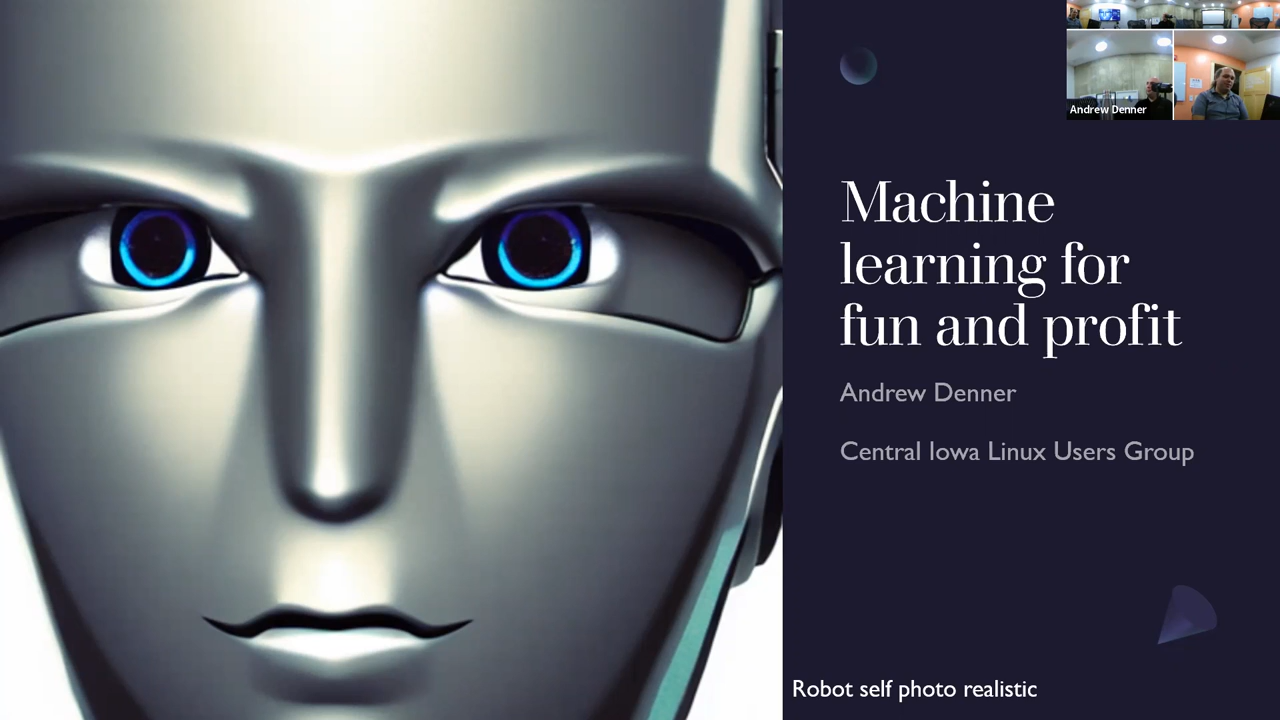 Andrew Denner
Machine
learning for
fun and profit
Andrew Denner
Central Iowa Linux Users Group
Robot self photo realistic